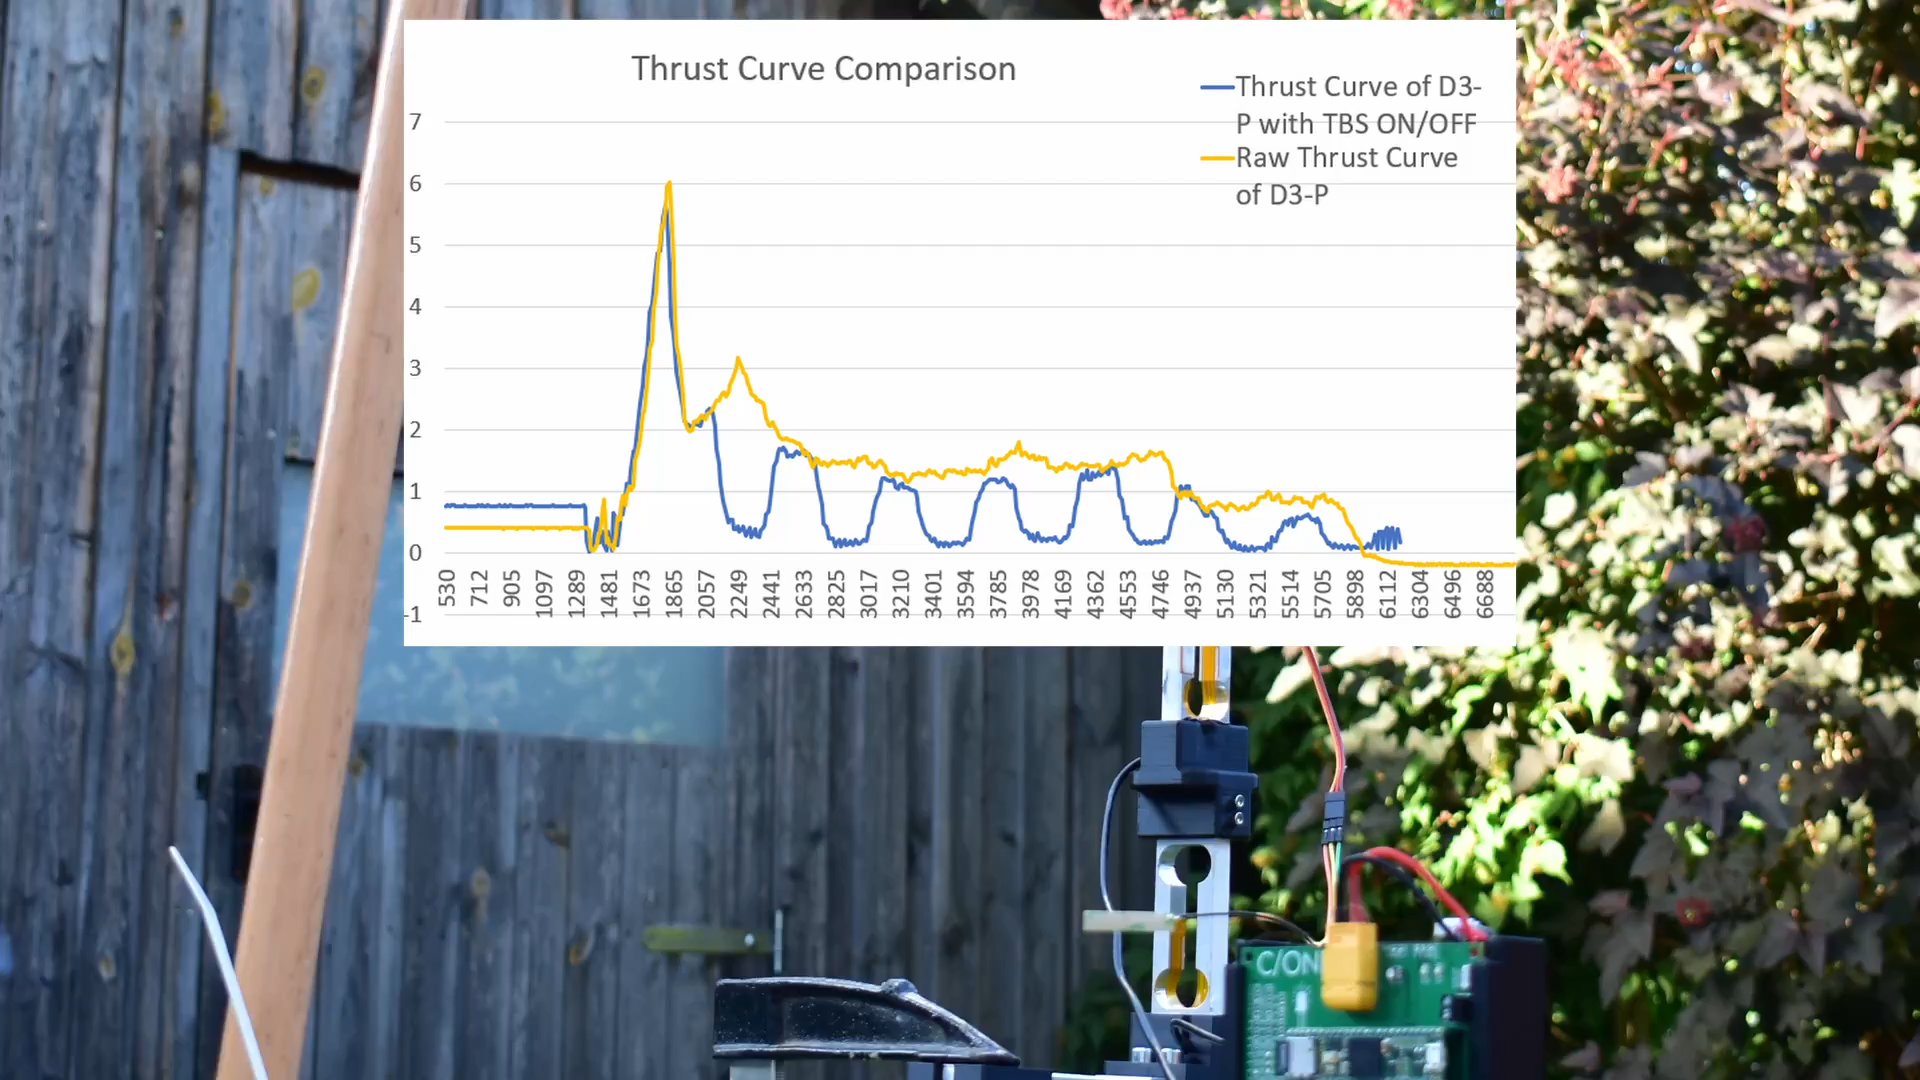 Thrust Curve Comparison
Thrust Curve of D3-
P with TBS ON/OFF
Raw Thrust Curve
of D3-P
7
6
5
4
3
2
1
0
-1
530 712 905 1097 1289 1481 1673 1865 2057 2249 2441 2633 2825 3017 3210 3401 3594 3785 3978 4169 4362 4553 4746 4937 5130 5321 5514 5705 5898 6112 6304 6496 6688
C/ON